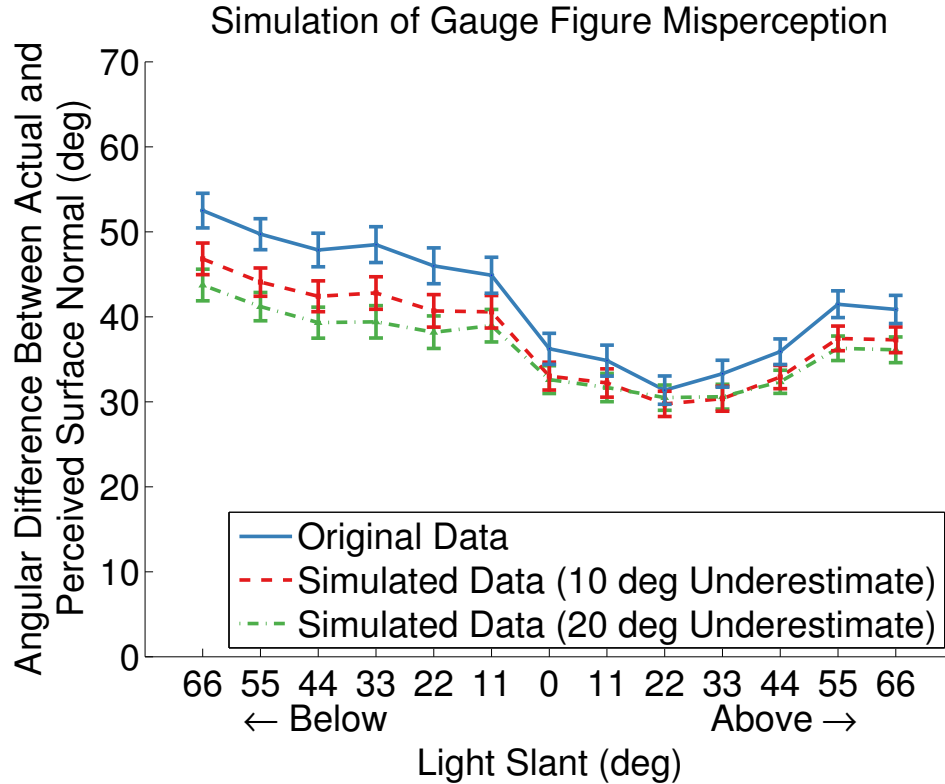 Simulation of Gauge Figure Misperception
Angular Difference Between Actual and
Perceived Surface Normal (deg)
70
60
50
40
30
20
10
0
Original Data
Simulated Data (10 deg Underestimate)
Simulated Data (20 deg Underestimate)
66 55 44 33 22 11 0 11 22 33 44 55 66
← Below Above →
Light Slant (deg)